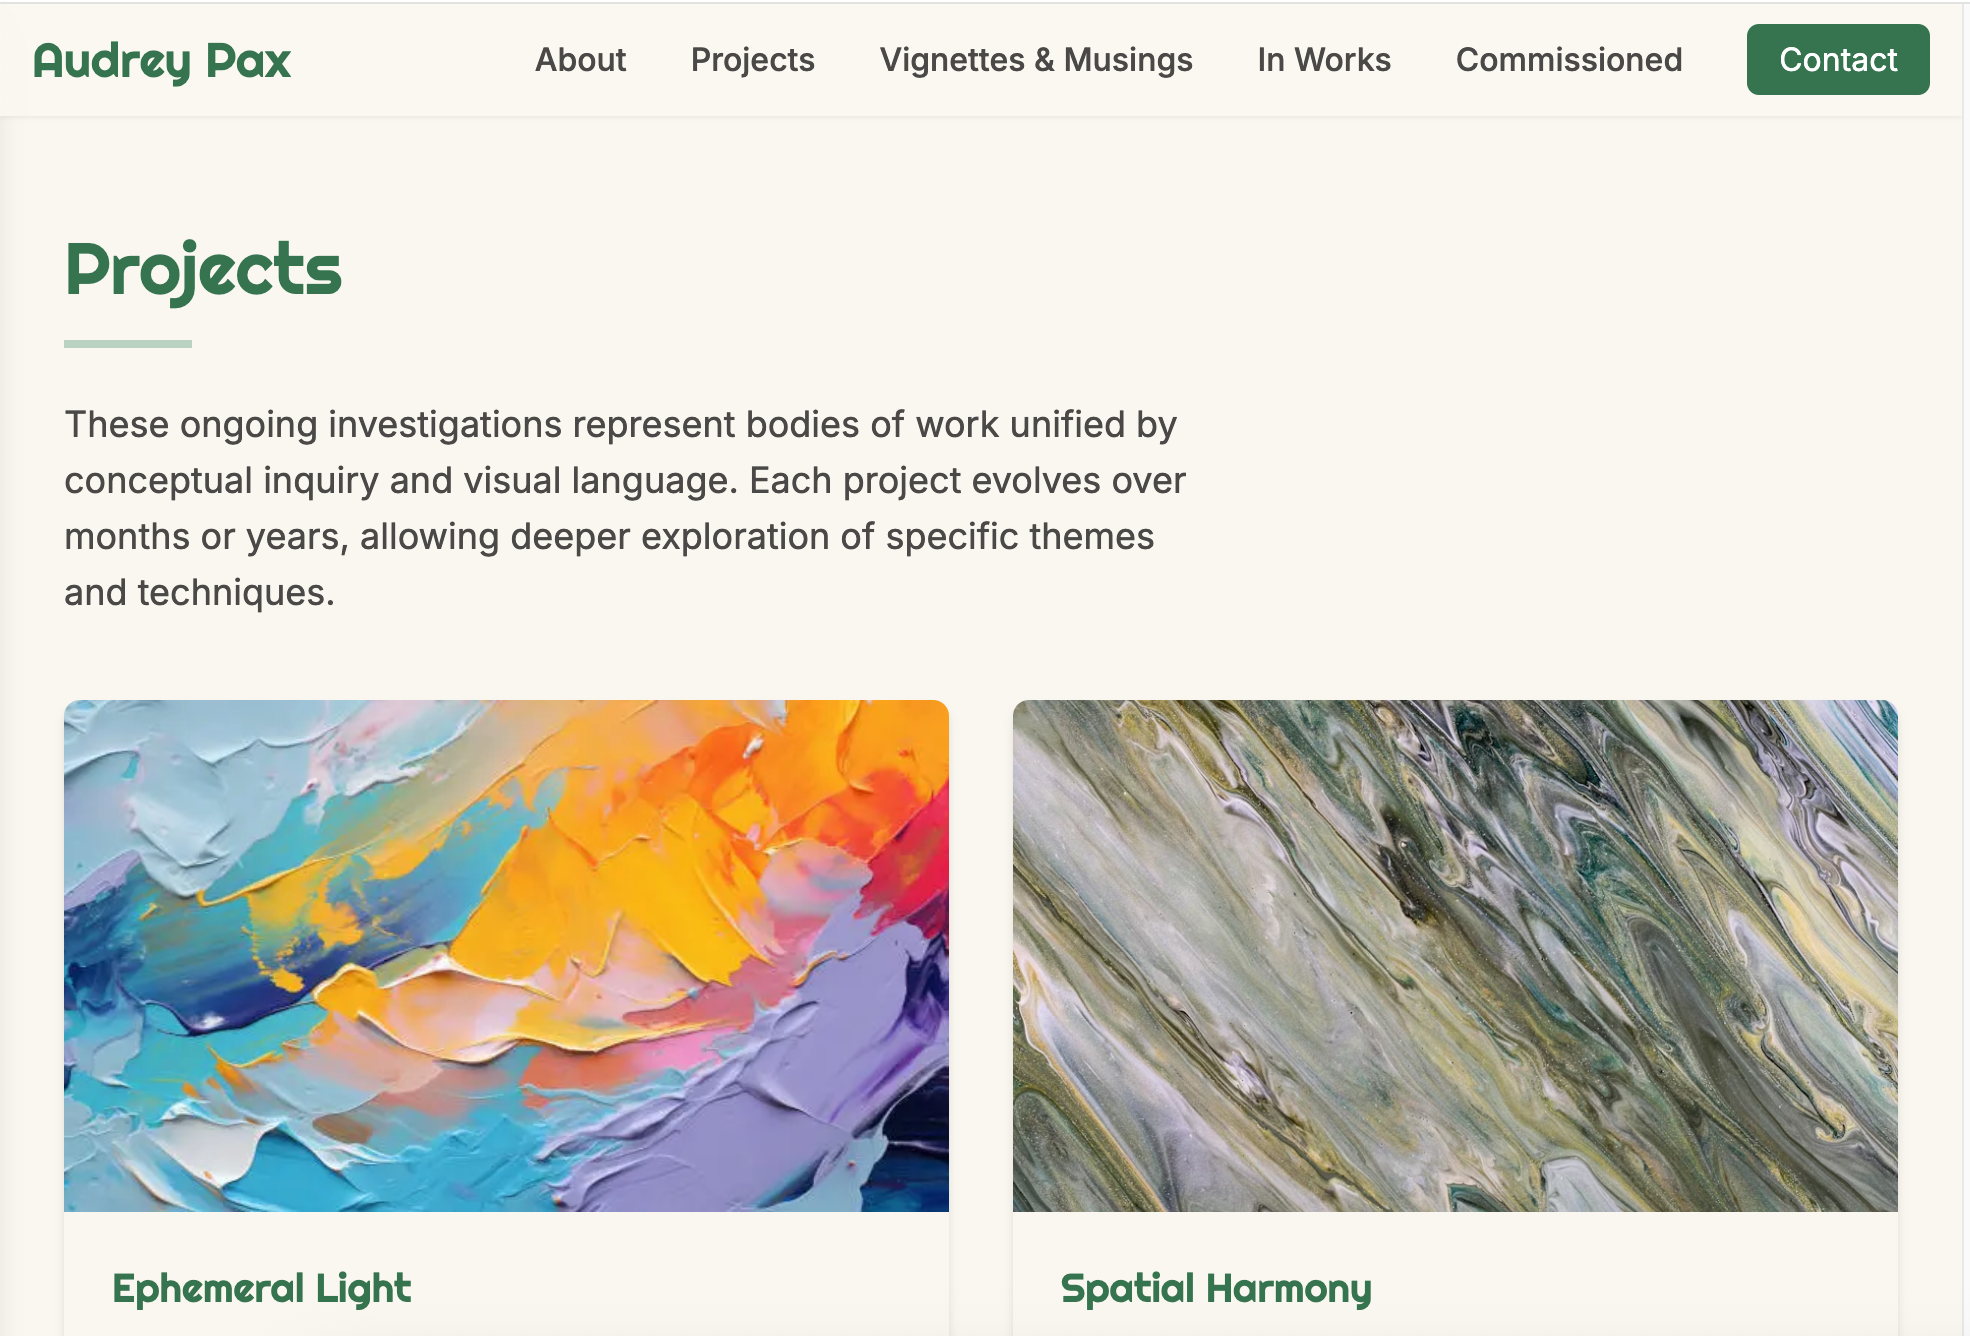 Audrey Pax
About
Projects
Vignettes & Musings
In Works
Commissioned
Contact
Projects
These ongoing investigations represent bodies of work unified by
conceptual inquiry and visual language. Each project evolves over
months or years, allowing deeper exploration of specific themes
and techniques.
Ephemeral Light
Spatial Harmony